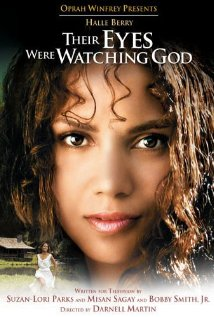 OPRAH WINFREY PRESENTS
HALLE BERRY
THEIR EYES
WERE WATCHING GOD
WRITTEN FOR TELEVISION BY
SUZAN-LORI PARKS AND MISAN SAGAY AND BOBBY SMITH, JR.
DIRECTED BY DARNELL MARTIN